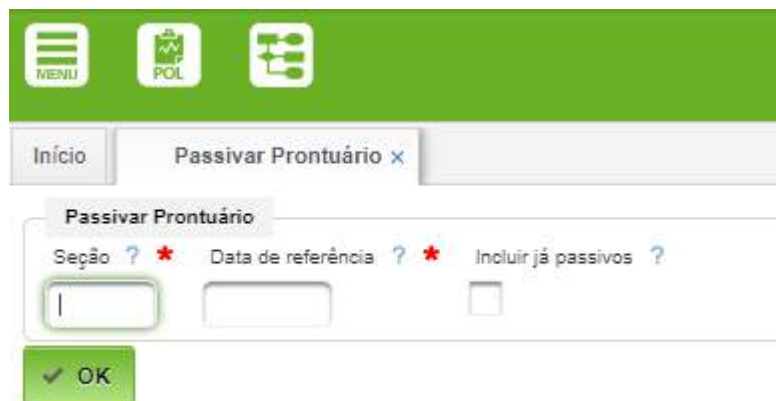 MENU POL
Início Passivar Prontuário ×
Passivar Prontuário
Seção ? * Data de referência ? * Incluir já passivos ?
OK